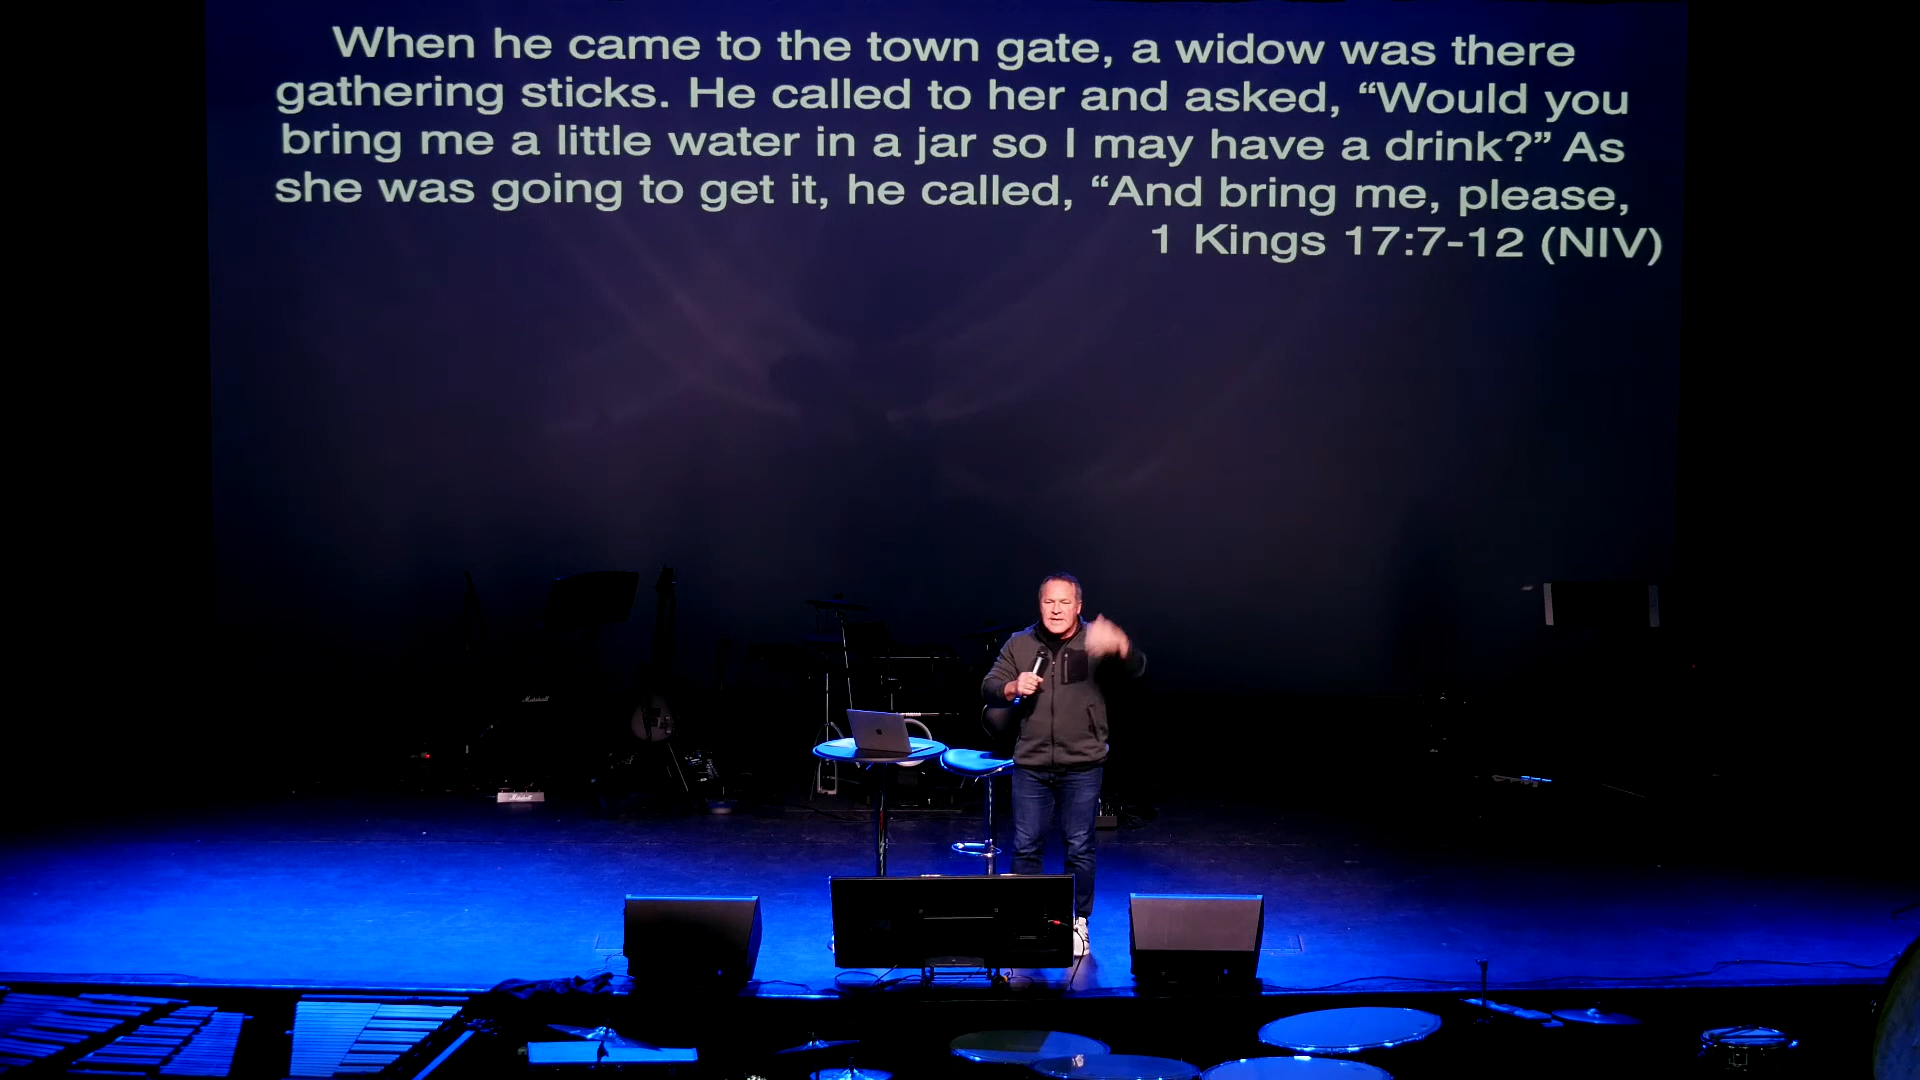 When he came to the town gate, a widow was there
gathering sticks. He called to her and asked, “Would you
bring me a little water in a jar so I may have a drink?” As
she was going to get it, he called, “And bring me, please,
1 Kings 17:7-12 (NIV)
Marshall
Marshall